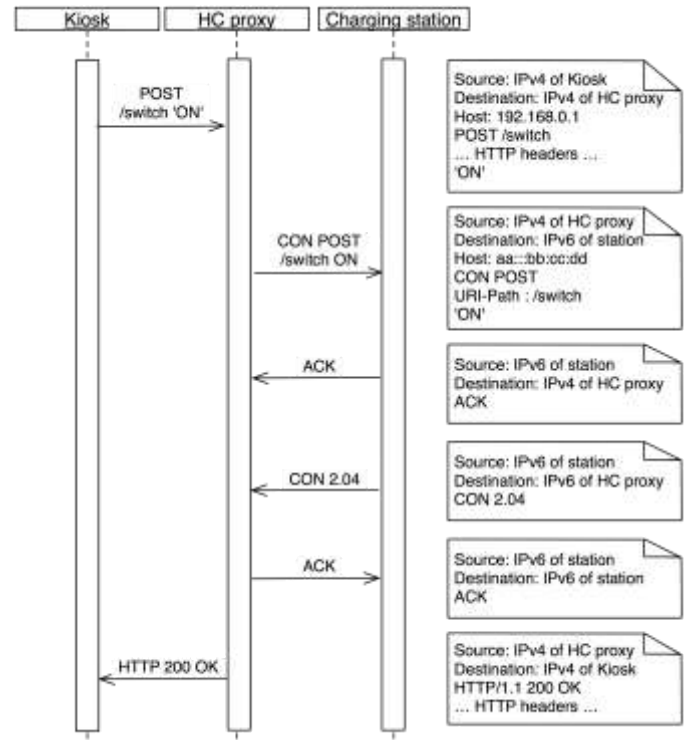 Kiosk
HC proxy
Charging station
POST
/switch 'ON'
Source: IPv4 of Kiosk
Destination: IPv4 of HC proxy
Host: 192.168.0.1
POST /switch
... HTTP headers ...
'ON'
CON POST
/switch ON
Source: IPv4 of HC proxy
Destination: IPv6 of station
Host: aa:::bb:cc:dd
CON POST
URI-Path : /switch
'ON'
ACK
Source: IPv6 of station
Destination: IPv4 of HC proxy
ACK
CON 2.04
Source: IPv6 of station
Destination: IPv6 of HC proxy
CON 2.04
ACK
Source: IPv6 of station
Destination: IPv6 of station
ACK
HTTP 200 OK
Source: IPv4 of HC proxy
Destination: IPv4 of Kiosk
HTTP/1.1 200 OK
... HTTP headers ...